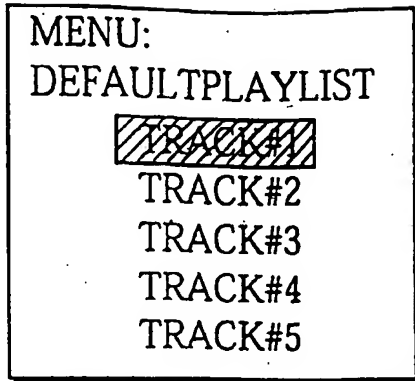 MENU:
DEFAULTPLAYLIST
TRACK#1
TRACK#2
TRACK#3
TRACK#4
TRACK#5